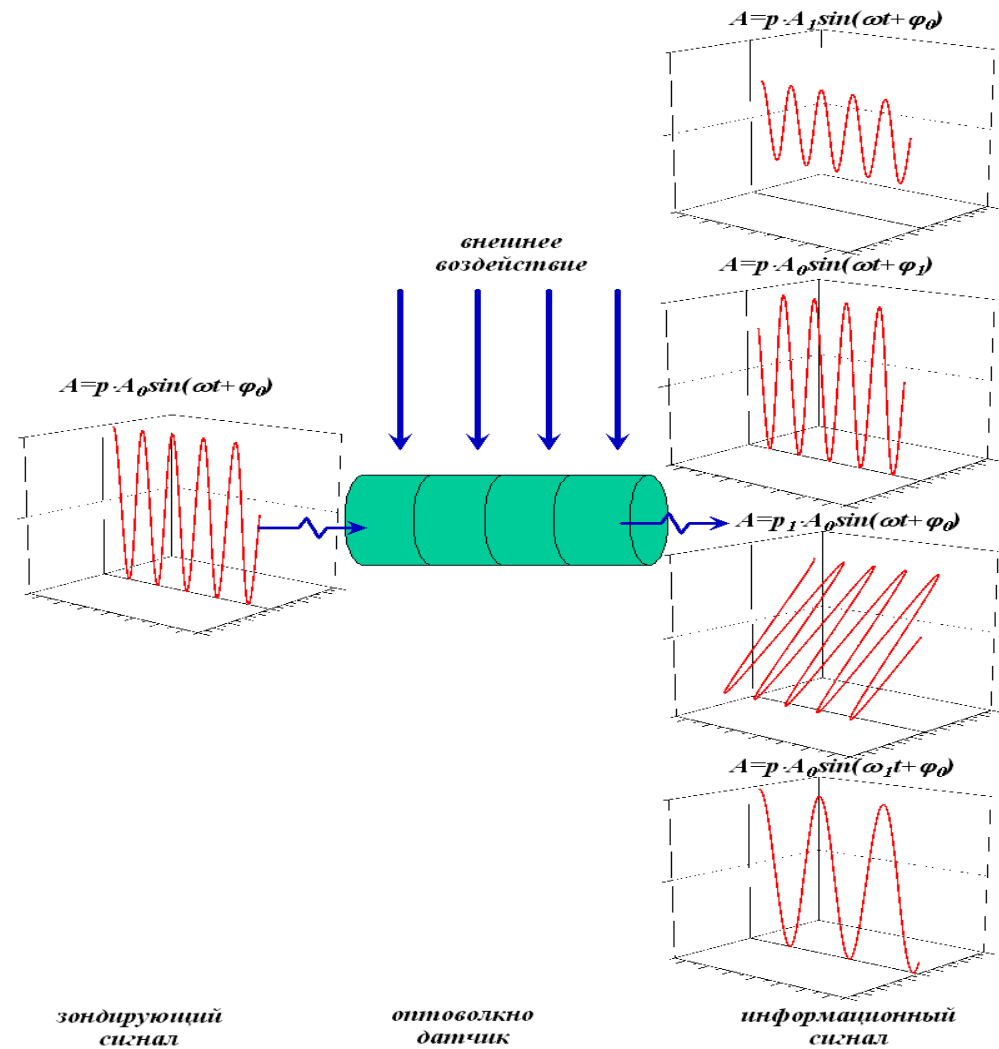 A=p·A₁sin(ωt+φ₀)
внешнее
воздействие
A=p·A₀sin(ωt+φ₁)
A=p·A₀sin(ωt+φ₀)
A=p₁·A₀sin(ωt+φ₀)
A=p·A₀sin(ω₁t+φ₀)
зондирующий
сигнал
оптоволкно
датчик
информационный
сигнал